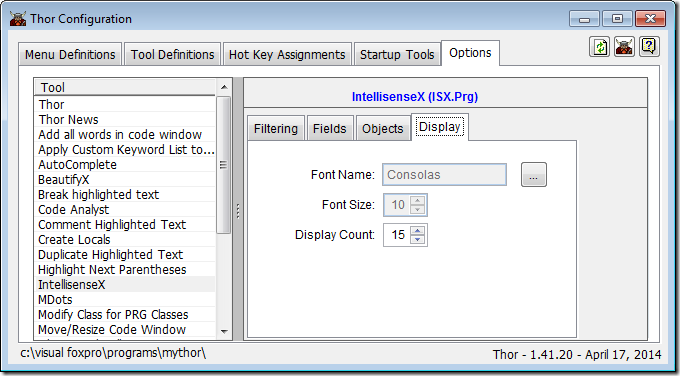 Thor Configuration
Menu Definitions Tool Definitions Hot Key Assignments Startup Tools Options
Tool
Thor
Thor News
Add all words in code window
Apply Custom Keyword List to...
AutoComplete
BeautifyX
Break highlighted text
Code Analyst
Comment Highlighted Text
Create Locals
Duplicate Highlighted Text
Highlight Next Parentheses
IntellisenseX
MDots
Modify Class for PRG Classes
Move/Resize Code Window
IntellisenseX (ISX.Prg)
Filtering Fields Objects Display
Font Name: Consolas ...
Font Size: 10
Display Count: 15
c:\visual foxpro\programs\mythor\
Thor - 1.41.20 - April 17, 2014